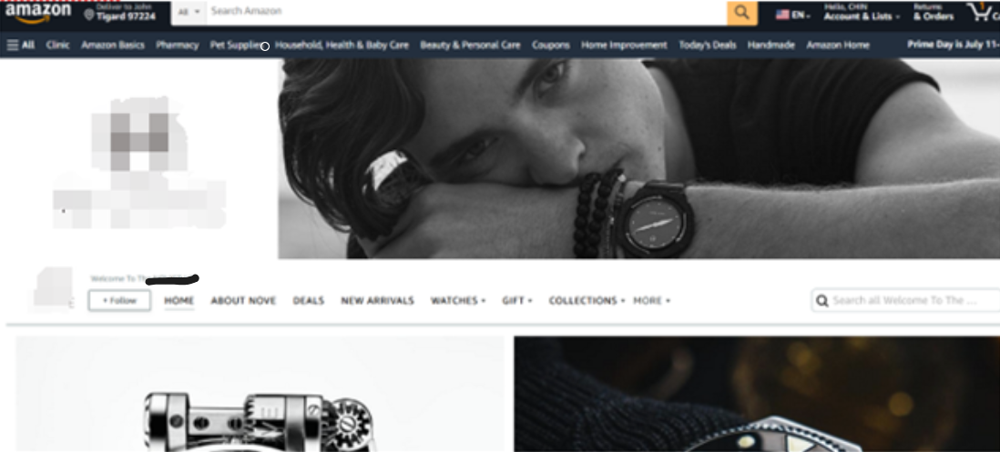 amazon
Deliver to John
Tigard 97224
All
Search Amazon
EN
Hello, CHIN
Account & Lists
Returns
& Orders
All Clinic Amazon Basics Pharmacy Pet Supplies Household, Health & Baby Care Beauty & Personal Care Coupons Home Improvement Today's Deals Handmade Amazon Home Prime Day is July 11-
Welcome To The
+ Follow
HOME ABOUT NOVE DEALS NEW ARRIVALS WATCHES GIFT COLLECTIONS MORE
Search all Welcome To The ...